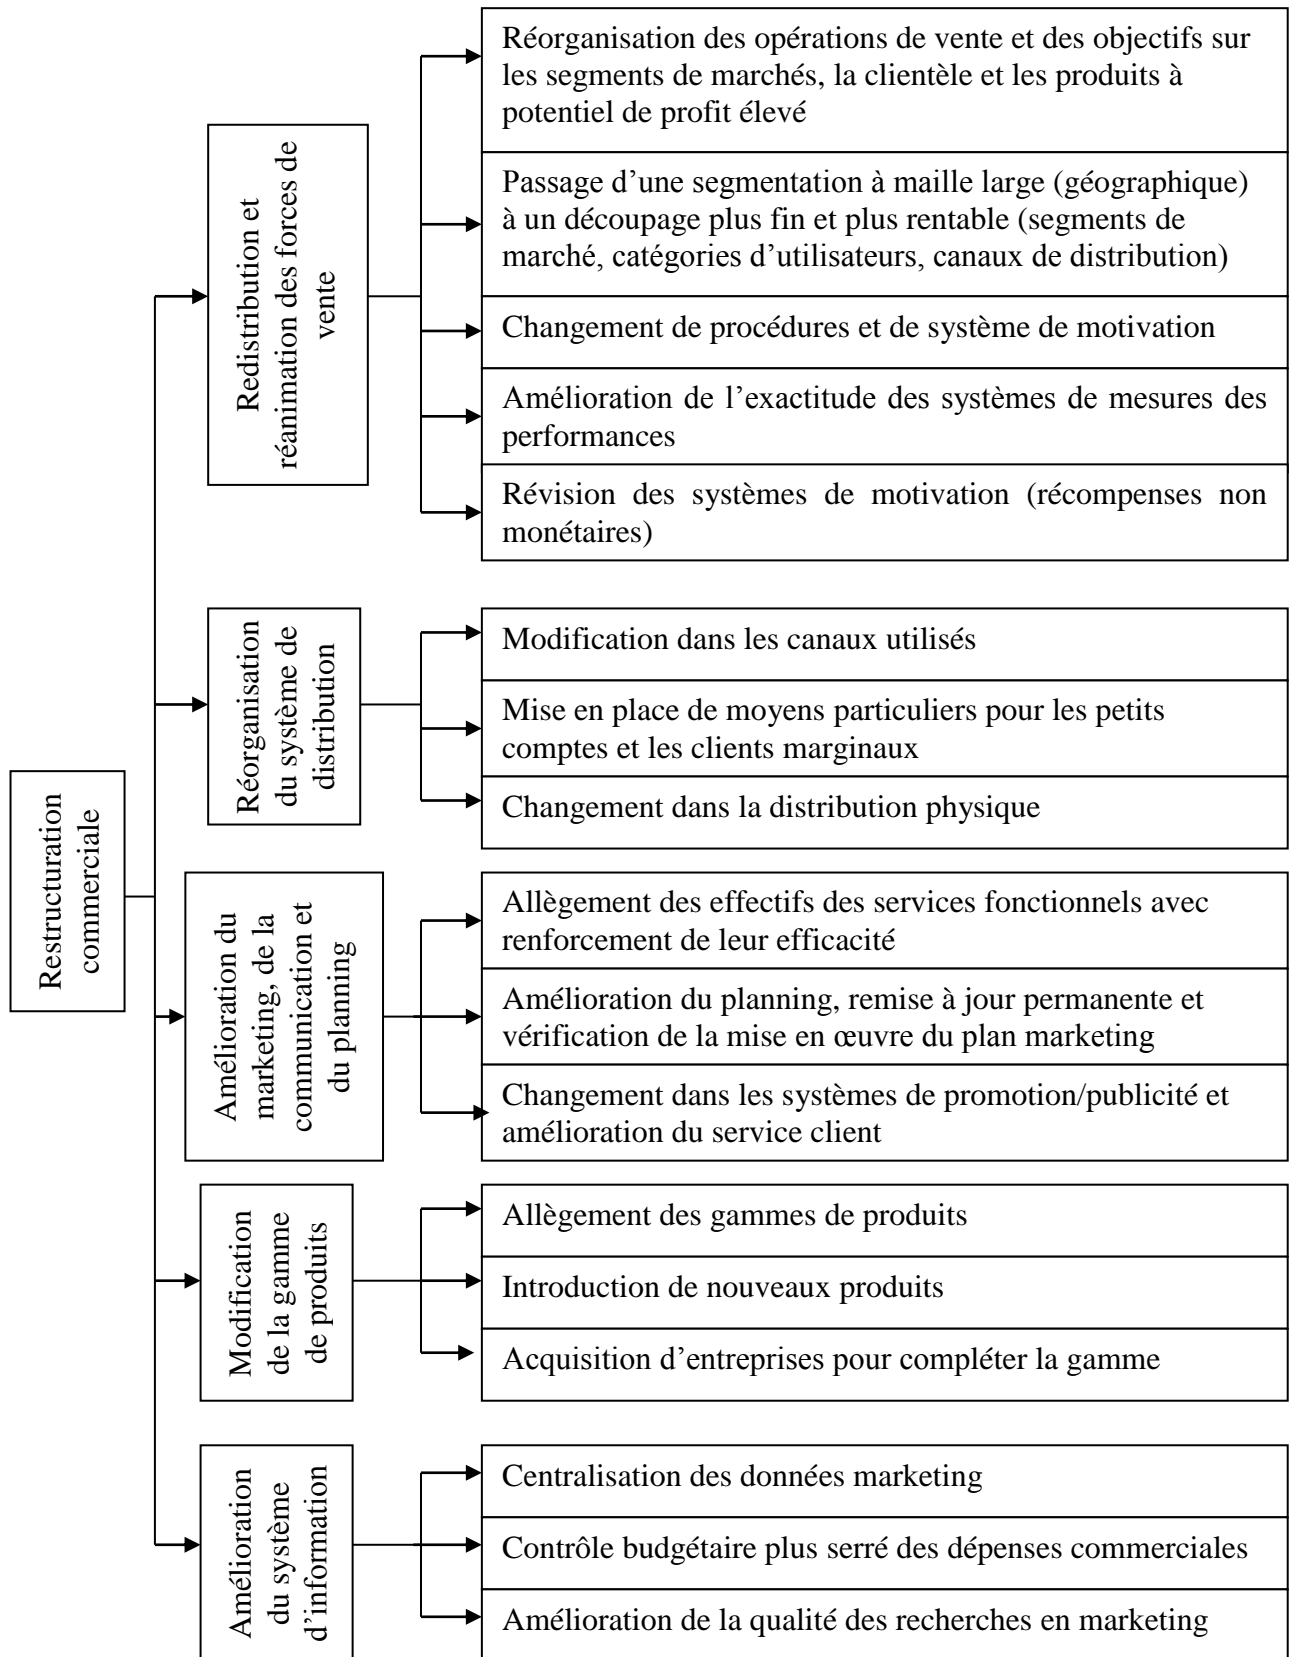 Restructuration
commerciale
Redistribution et
réanimation des forces de
vente
Réorganisation des opérations de vente et des objectifs sur
les segments de marchés, la clientèle et les produits à
potentiel de profit élevé
Passage d’une segmentation à maille large (géographique)
à un découpage plus fin et plus rentable (segments de
marché, catégories d’utilisateurs, canaux de distribution)
Changement de procédures et de système de motivation
Amélioration de l’exactitude des systèmes de mesures des
performances
Révision des systèmes de motivation (récompenses non
monétaires)
Réorganisation
du système de
distribution
Modification dans les canaux utilisés
Mise en place de moyens particuliers pour les petits
comptes et les clients marginaux
Changement dans la distribution physique
Amélioration du
marketing, de la
communication et
du planning
Allègement des effectifs des services fonctionnels avec
renforcement de leur efficacité
Amélioration du planning, remise à jour permanente et
vérification de la mise en œuvre du plan marketing
Changement dans les systèmes de promotion/publicité et
amélioration du service client
Modification
de la gamme
de produits
Allègement des gammes de produits
Introduction de nouveaux produits
Acquisition d’entreprises pour compléter la gamme
Amélioration
du système
d’information
Centralisation des données marketing
Contrôle budgétaire plus serré des dépenses commerciales
Amélioration de la qualité des recherches en marketing